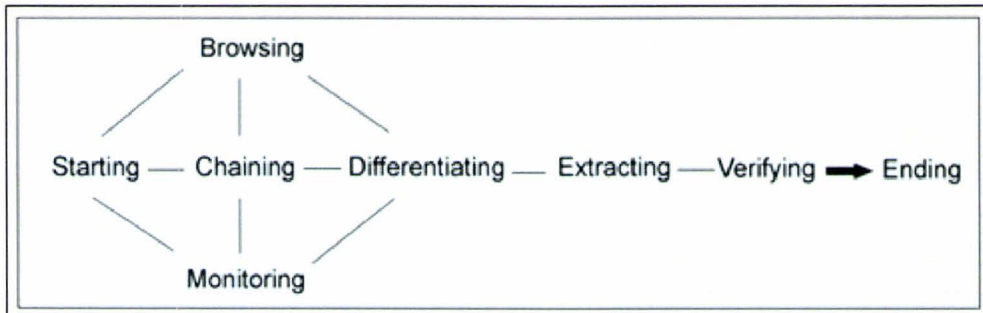 Browsing
Starting Chaining Differentiating Extracting Verifying Ending
Monitoring